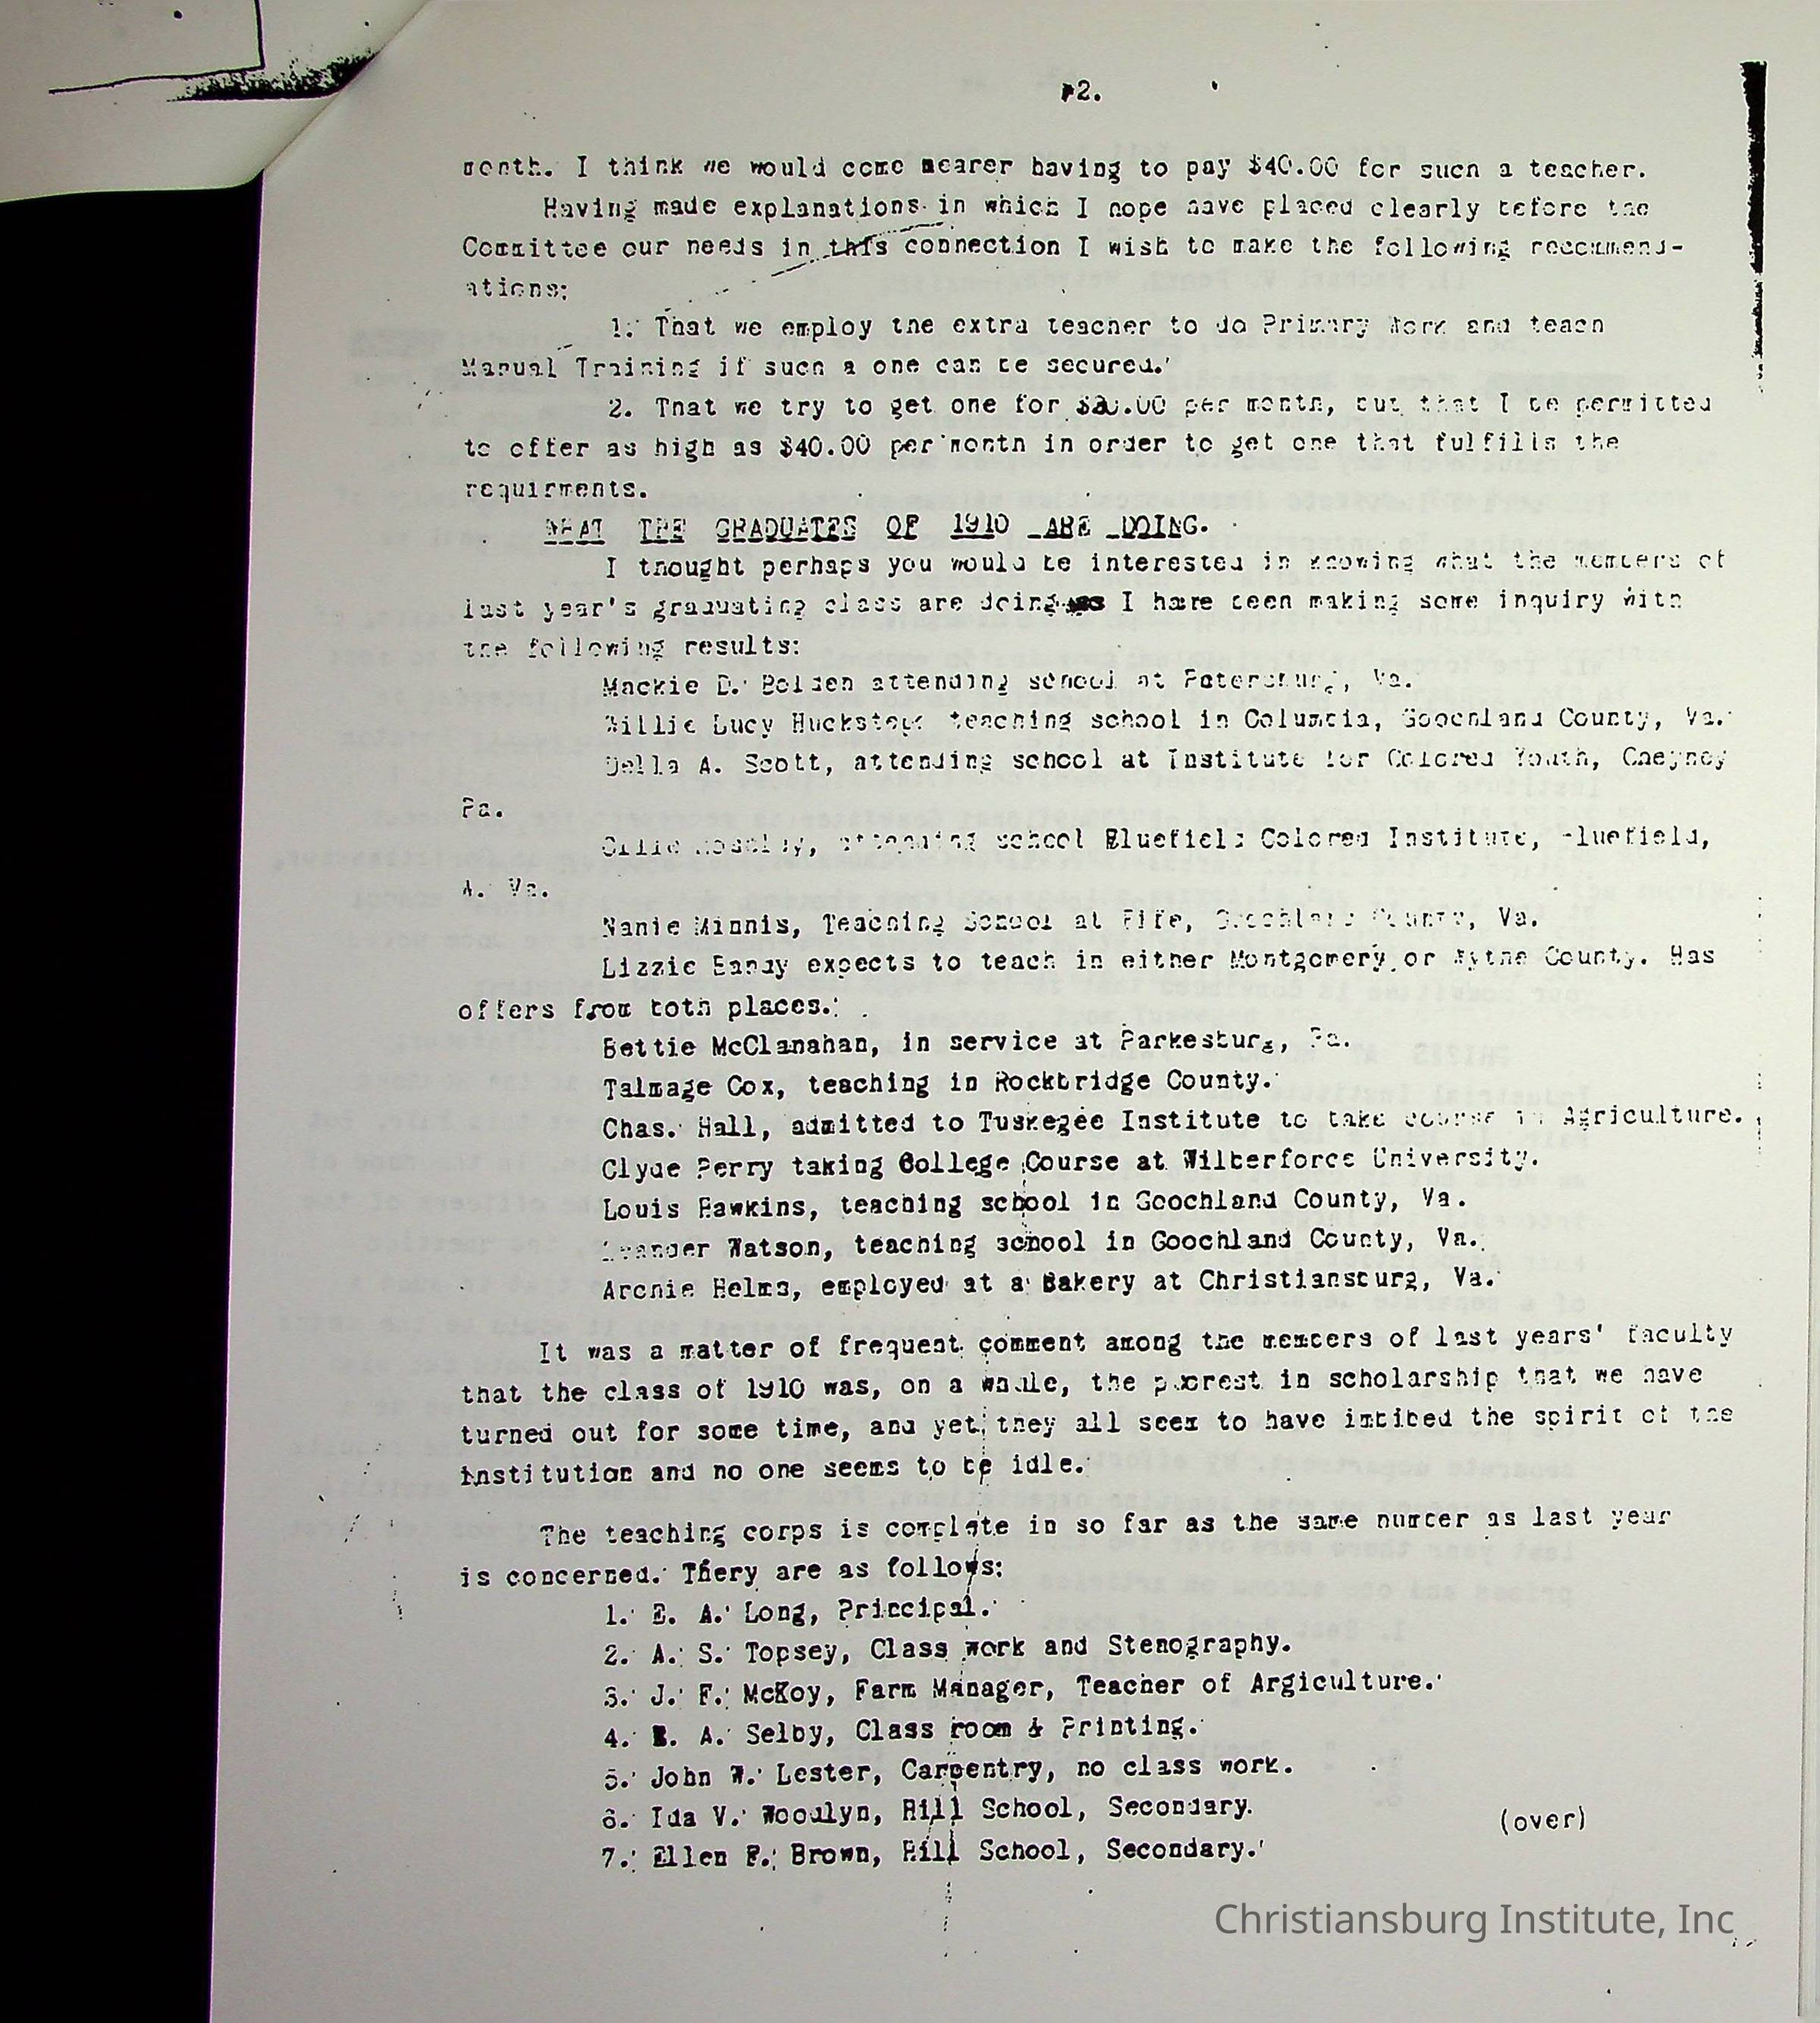 2.
month. I think we would come nearer having to pay $40.00 for such a teacher.
Having made explanations in which I hope have placed clearly before the
Committee our needs in this connection I wish to make the following recommend-
ations:
1. That we employ the extra teacher to do Primary Work and teach
Manual Training if such a one can be secured.
2. That we try to get one for per month, but that I be permitted
to offer as high as $40.00 per month in order to get one that fulfills the
requirments.
WHAT THE GRADUATES OF 1910 ARE DOING.
I thought perhaps you would be interested in knowing what the members of
last year's graduating class are doing I have been making some inquiry with
the following results:
Mackie D. Bolden attending school at Petersburg, Va.
Willie Lucy Huckstep teaching school in Columbia, Goochland County, Va.
Della A. Scott, attending school at Institute for Colored Youth, Cheyney
Pa.
Ollie attending school Bluefield Colored Institute, Bluefield,
W. Va.
Nanie Minnis, Teaching School at Fife, Goochland County, Va.
Lizzie Eanay expects to teach in either Montgomery or Wythe County. Has
offers from both places.
Bettie McClanahan, in service at Parkesburg, Pa.
Talmage Cox, teaching in Rockbridge County.
Chas. Hall, admitted to Tuskegee Institute to take course in Agriculture.
Clyde Perry taking College Course at Wilberforce University.
Louis Hawkins, teaching school in Goochland County, Va.
Watson, teaching school in Goochland County, Va.
Archie Helms, employed at a Bakery at Christiansburg, Va.
It was a matter of frequent comment among the members of last years' faculty
that the class of 1910 was, on a whole, the poorest in scholarship that we have
turned out for some time, and yet they all seem to have imbibed the spirit of the
institution and no one seems to be idle.
The teaching corps is complete in so far as the same number as last year
is concerned. Thery are as follows:
1. E. A. Long, Principal.
2. A. S. Topsey, Class work and Stenography.
3. J. F. McKoy, Farm Manager, Teacher of Argiculture.
4. A. Selby, Class room & Printing.
5. John W. Lester, Carpentry, no class work.
6. Ida V. Woodlyn, Hill School, Secondary.
(over)
7. Ellen F. Brown, Hill School, Secondary.
Christiansburg Institute, Inc